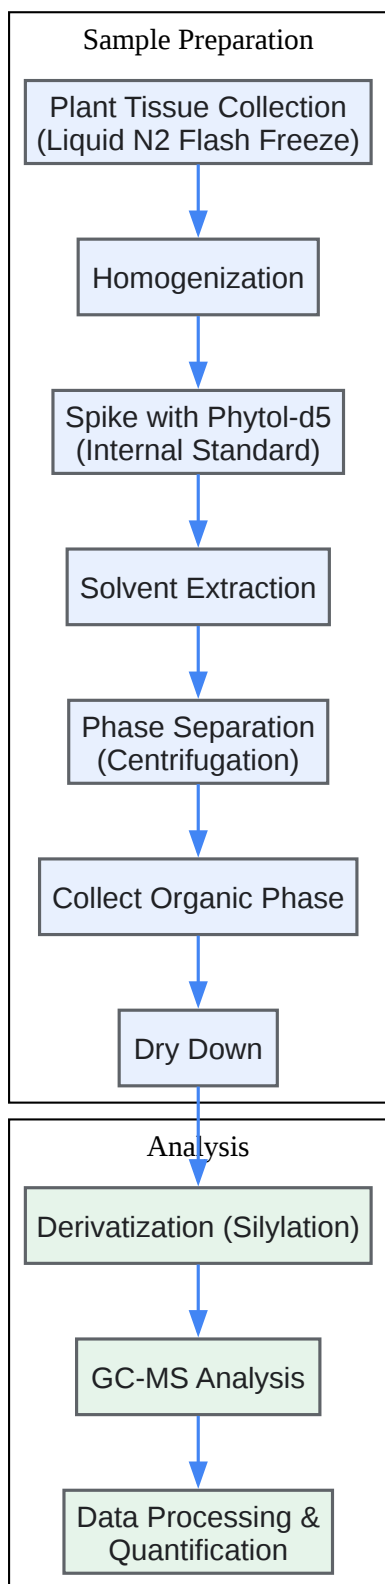 Sample Preparation
Plant Tissue Collection
(Liquid N2 Flash Freeze)
Homogenization
Spike with Phytol-d5
(Internal Standard)
Solvent Extraction
Phase Separation
(Centrifugation)
Collect Organic Phase
Dry Down
Analysis
Derivatization (Silylation)
GC-MS Analysis
Data Processing &
Quantification